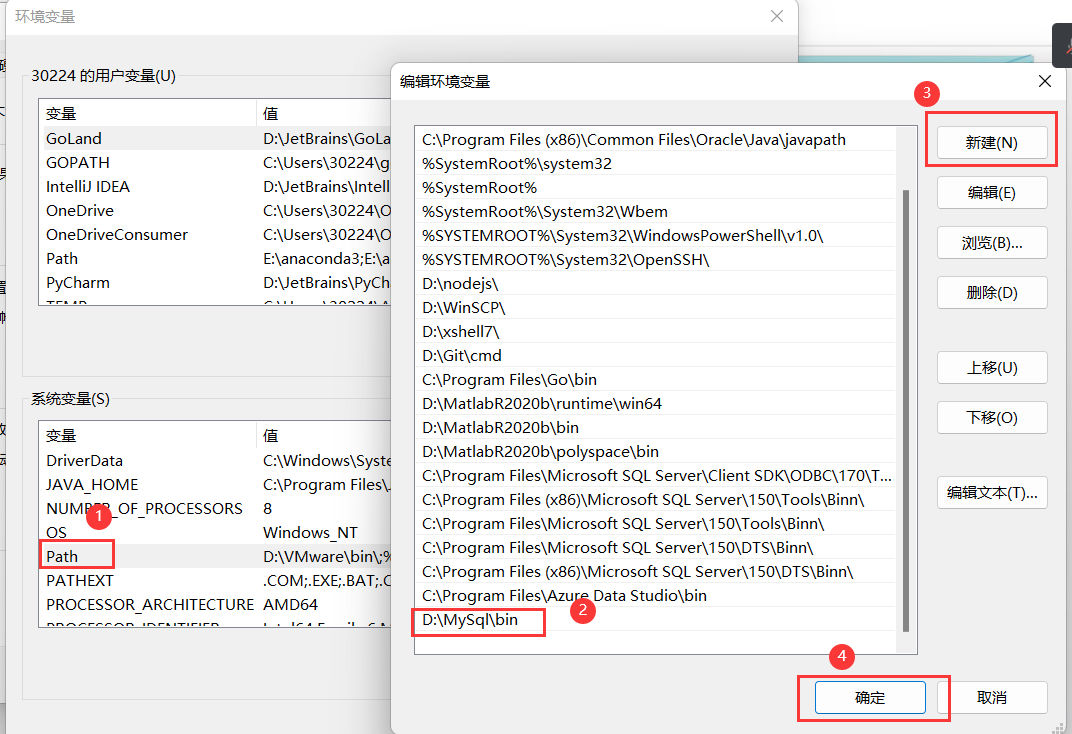 环境变量
30224 的用户变量(U)
变量 值
GoLand D:\JetBrains\GoLa
GOPATH C:\Users\30224\g
IntelliJ IDEA D:\JetBrains\Intell
OneDrive C:\Users\30224\O
OneDriveConsumer C:\Users\30224\O
Path E:\anaconda3;E:\a
PyCharm D:\JetBrains\PyCh
系统变量(S)
变量 值
DriverData C:\Windows\Syste
JAVA_HOME C:\Program Files\
NUMBER_OF_PROCESSORS 8
1
OS Windows_NT
Path D:\VMware\bin\;%
PATHEXT .COM;.EXE;.BAT;.C
PROCESSOR_ARCHITECTURE AMD64
编辑环境变量
C:\Program Files (x86)\Common Files\Oracle\Java\javapath
%SystemRoot%\system32
%SystemRoot%
%SystemRoot%\System32\Wbem
%SYSTEMROOT%\System32\WindowsPowerShell\v1.0\
%SYSTEMROOT%\System32\OpenSSH\
D:\nodejs\
D:\WinSCP\
D:\xshell7\
D:\Git\cmd
C:\Program Files\Go\bin
D:\MatlabR2020b\runtime\win64
D:\MatlabR2020b\bin
D:\MatlabR2020b\polyspace\bin
C:\Program Files\Microsoft SQL Server\Client SDK\ODBC\170\T...
C:\Program Files (x86)\Microsoft SQL Server\150\Tools\Binn\
C:\Program Files\Microsoft SQL Server\150\Tools\Binn\
C:\Program Files\Microsoft SQL Server\150\DTS\Binn\
C:\Program Files (x86)\Microsoft SQL Server\150\DTS\Binn\
C:\Program Files\Azure Data Studio\bin
D:\MySql\bin
2
3
新建(N)
编辑(E)
浏览(B)...
删除(D)
上移(U)
下移(O)
编辑文本(T)...
4
确定
取消